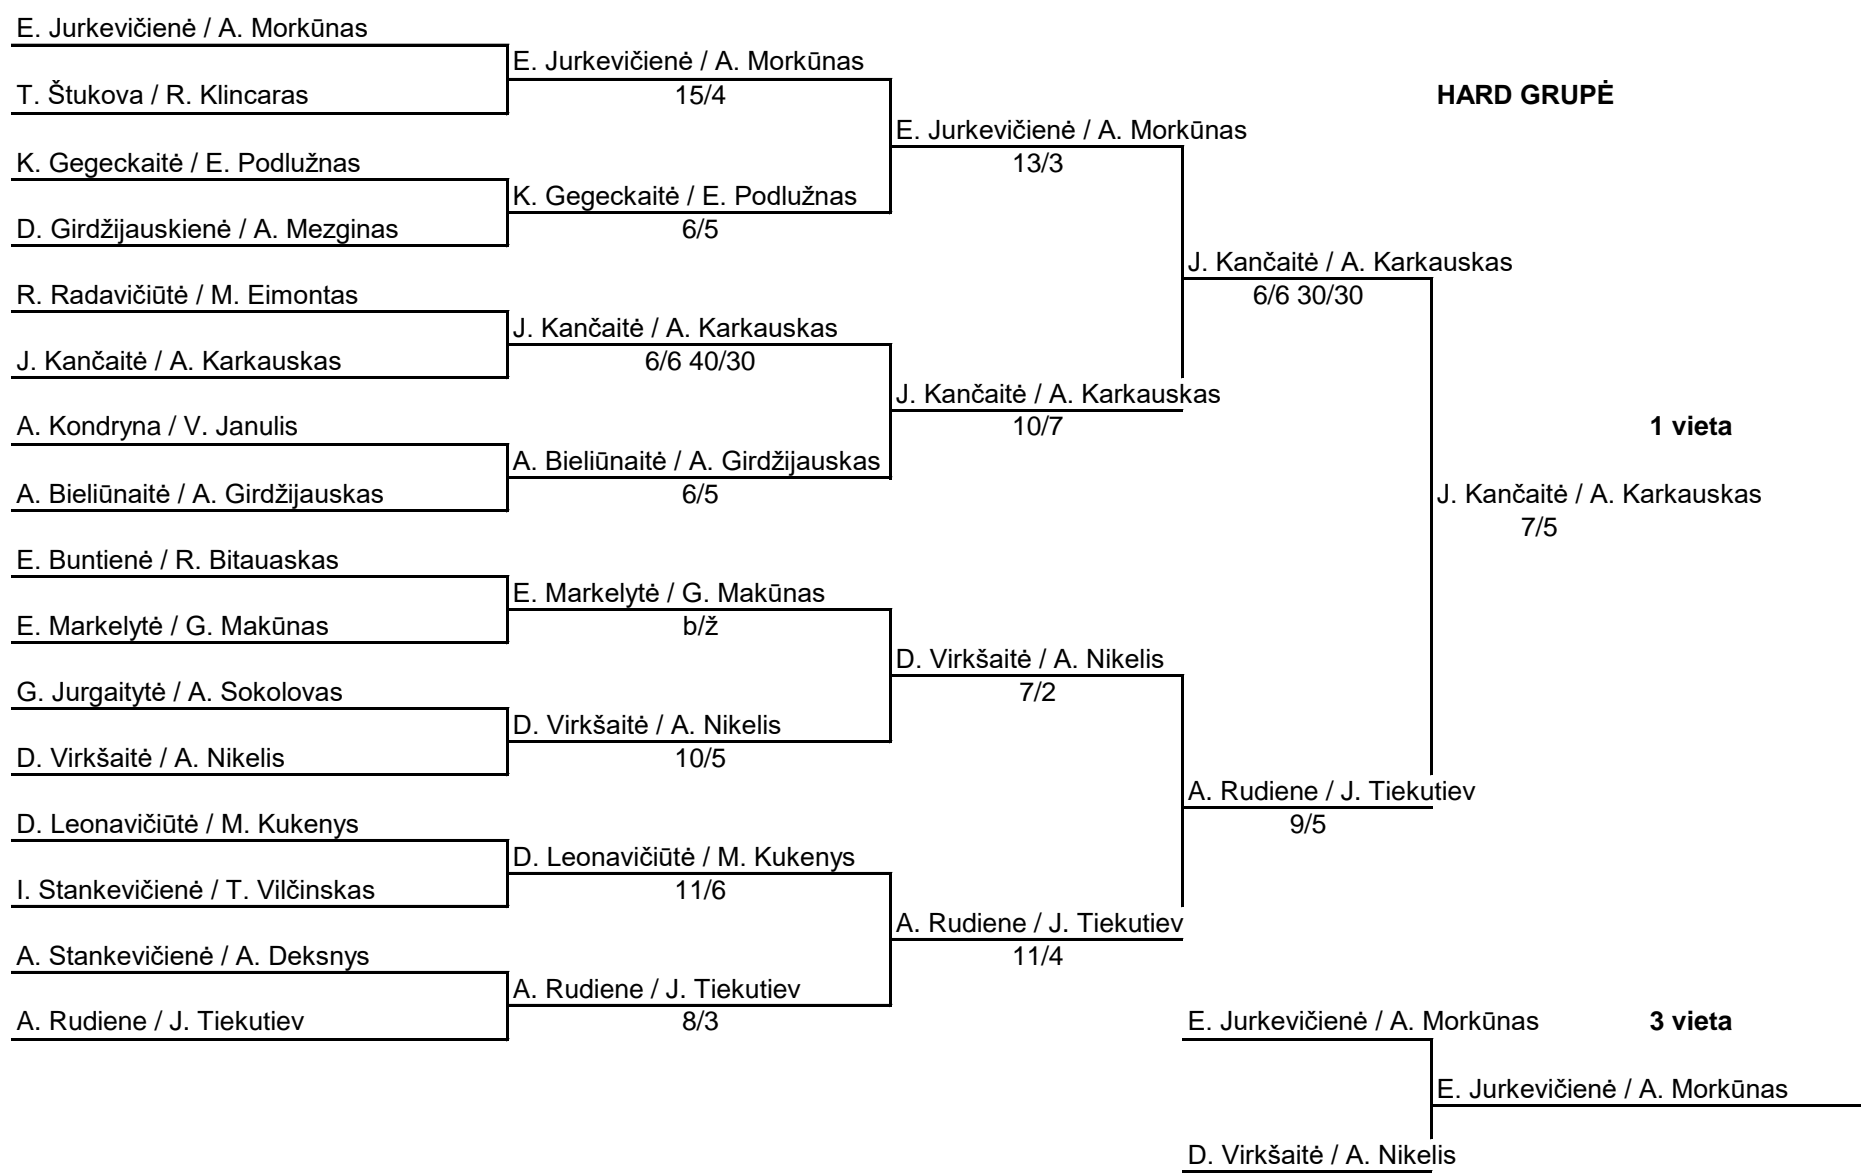 E. Jurkevičienė / A. Morkūnas
E. Jurkevičienė / A. Morkūnas
T. Štukova / R. Klincaras
15/4
HARD GRUPĖ
E. Jurkevičienė / A. Morkūnas
K. Gegeckaitė / E. Podlužnas
13/3
K. Gegeckaitė / E. Podlužnas
D. Girdžijauskienė / A. Mezginas
6/5
J. Kančaitė / A. Karkauskas
R. Radavičiūtė / M. Eimontas
6/6 30/30
J. Kančaitė / A. Karkauskas
J. Kančaitė / A. Karkauskas
6/6 40/30
J. Kančaitė / A. Karkauskas
A. Kondryna / V. Janulis
10/7
1 vieta
A. Bieliūnaitė / A. Girdžijauskas
A. Bieliūnaitė / A. Girdžijauskas
6/5
J. Kančaitė / A. Karkauskas
7/5
E. Buntienė / R. Bitauaskas
E. Markelytė / G. Makūnas
E. Markelytė / G. Makūnas
b/ž
D. Virkšaitė / A. Nikelis
G. Jurgaitytė / A. Sokolovas
7/2
D. Virkšaitė / A. Nikelis
D. Virkšaitė / A. Nikelis
10/5
A. Rudiene / J. Tiekutiev
D. Leonavičiūtė / M. Kukenys
9/5
D. Leonavičiūtė / M. Kukenys
I. Stankevičienė / T. Vilčinskas
11/6
A. Rudiene / J. Tiekutiev
A. Stankevičienė / A. Deksnys
11/4
A. Rudiene / J. Tiekutiev
A. Rudiene / J. Tiekutiev
8/3
E. Jurkevičienė / A. Morkūnas
3 vieta
E. Jurkevičienė / A. Morkūnas
D. Virkšaitė / A. Nikelis